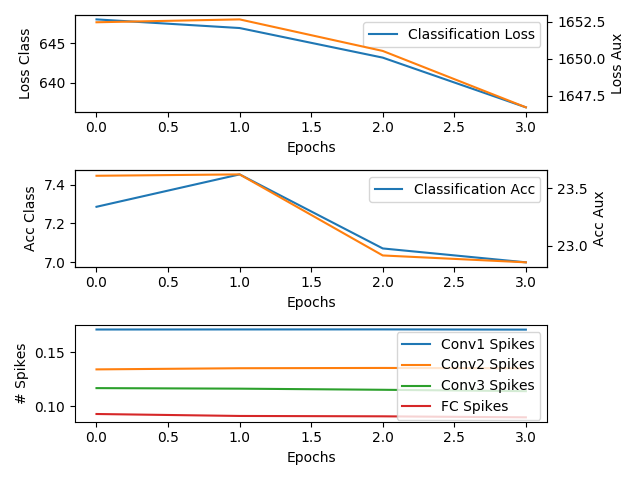 Classification Loss
Loss Class
645
640
1652.5
1650.0
1647.5
Loss Aux
0.0 0.5 1.0 1.5 2.0 2.5 3.0
Epochs
Classification Acc
Acc Class
7.4
7.2
7.0
23.5
23.0
Acc Aux
0.0 0.5 1.0 1.5 2.0 2.5 3.0
Epochs
# Spikes
0.15
0.10
Conv1 Spikes
Conv2 Spikes
Conv3 Spikes
FC Spikes
0.0 0.5 1.0 1.5 2.0 2.5 3.0
Epochs